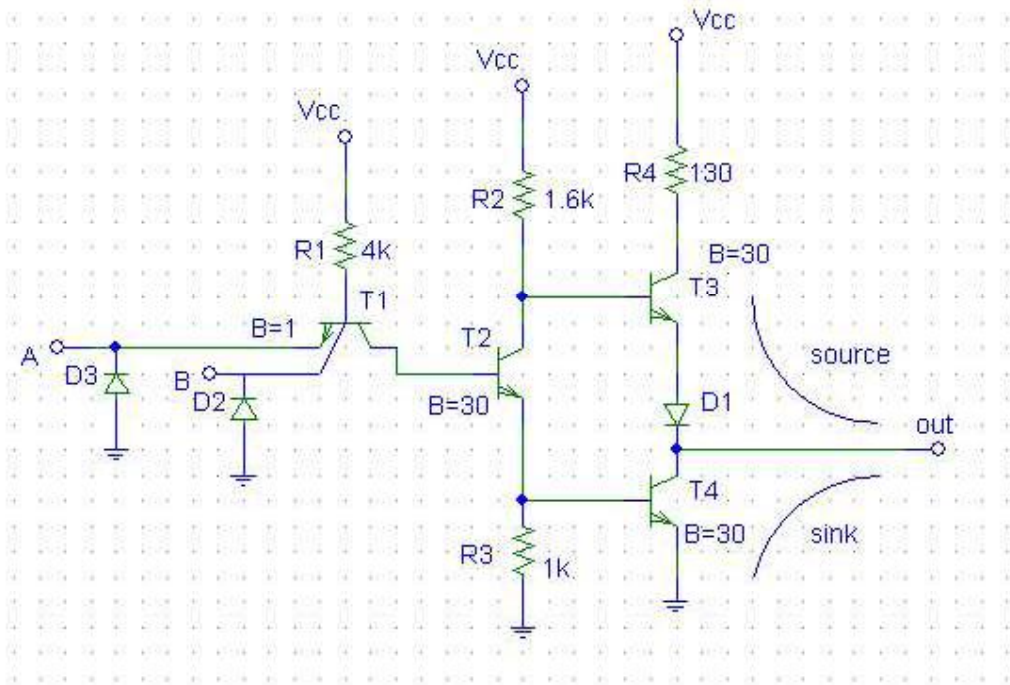 Vcc
Vcc
Vcc
R4 130
R2 1.6k
R1 4k
B=30
T3
T1
B=1
T2
source
A
D3
B
D2
B=30
D1
out
T4
B=30
sink
R3 1k